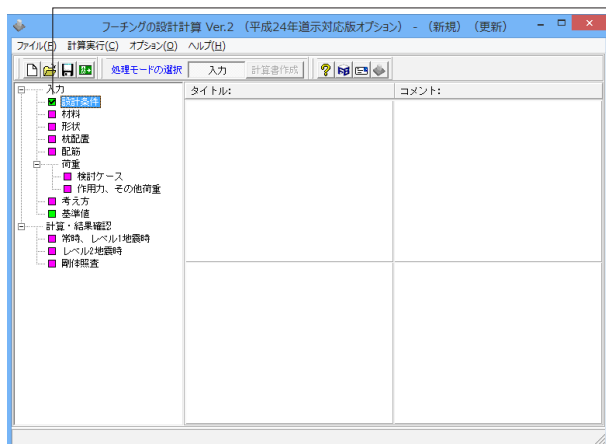 フーチングの設計計算 Ver.2 （平成24年道示対応版オプション） - （新規） （更新）
ファイル(F) 計算実行(C) オプション(O) ヘルプ(H)
処理モードの選択 入力 計算書作成
入力
設計条件
材料
形状
杭配置
配筋
荷重
検討ケース
作用力、その他荷重
考え方
基準値
計算・結果確認
常時、レベル1地震時
レベル2地震時
剛体照査
タイトル:
コメント: